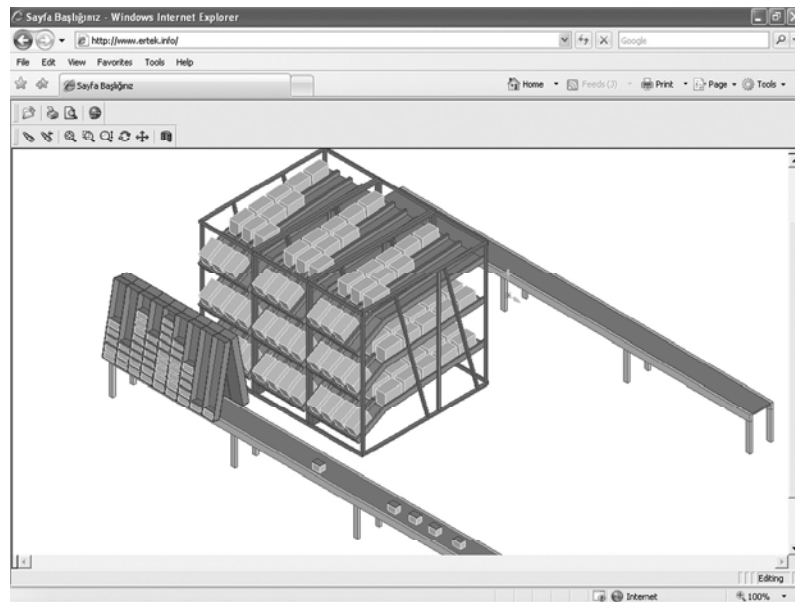 Sayfa Başlığınız - Windows Internet Explorer
http://www.ertek.info/
Google
File Edit View Favorites Tools Help
Sayfa Başlığınız
Home Feeds (J) Print Page Tools
Editing
Internet
100%